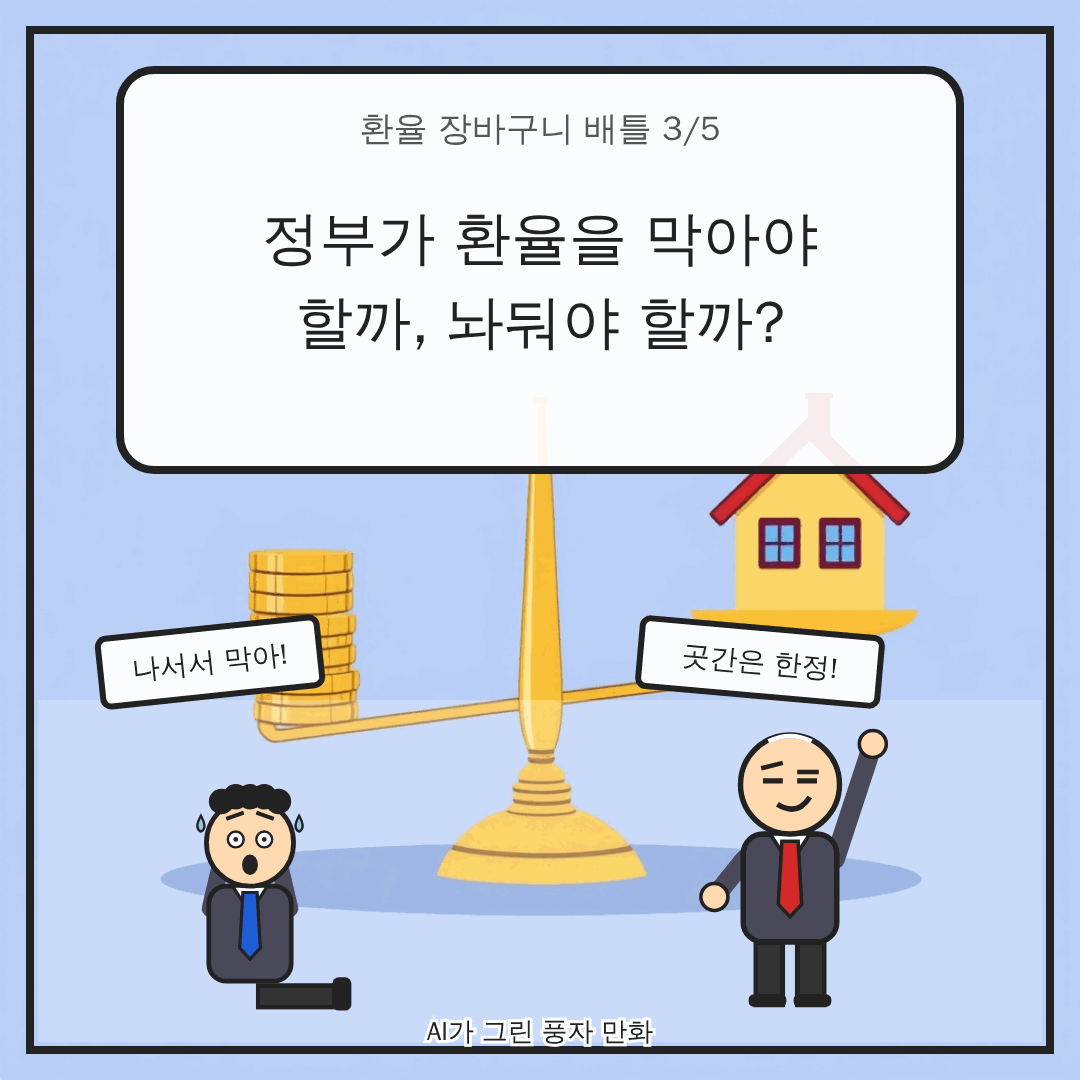 환율 장바구니 배틀 3/5
정부가 환율을 막아야
할까, 놔둬야 할까?
나서서 막아!
곳간은 한정!
AI가 그린 풍자 만화